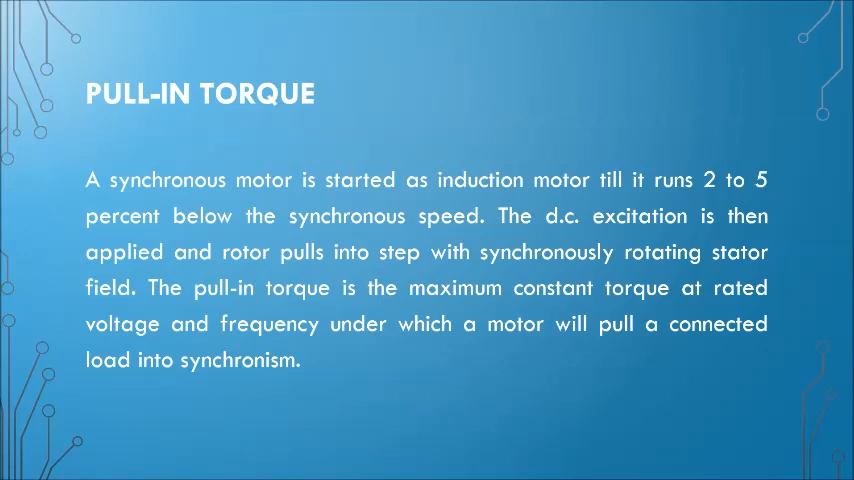 PULL-IN TORQUE
A synchronous motor is started as induction motor till it runs 2 to 5
percent below the synchronous speed. The d.c. excitation is then
applied and rotor pulls into step with synchronously rotating stator
field. The pull-in torque is the maximum constant torque at rated
voltage and frequency under which a motor will pull a connected
load into synchronism.